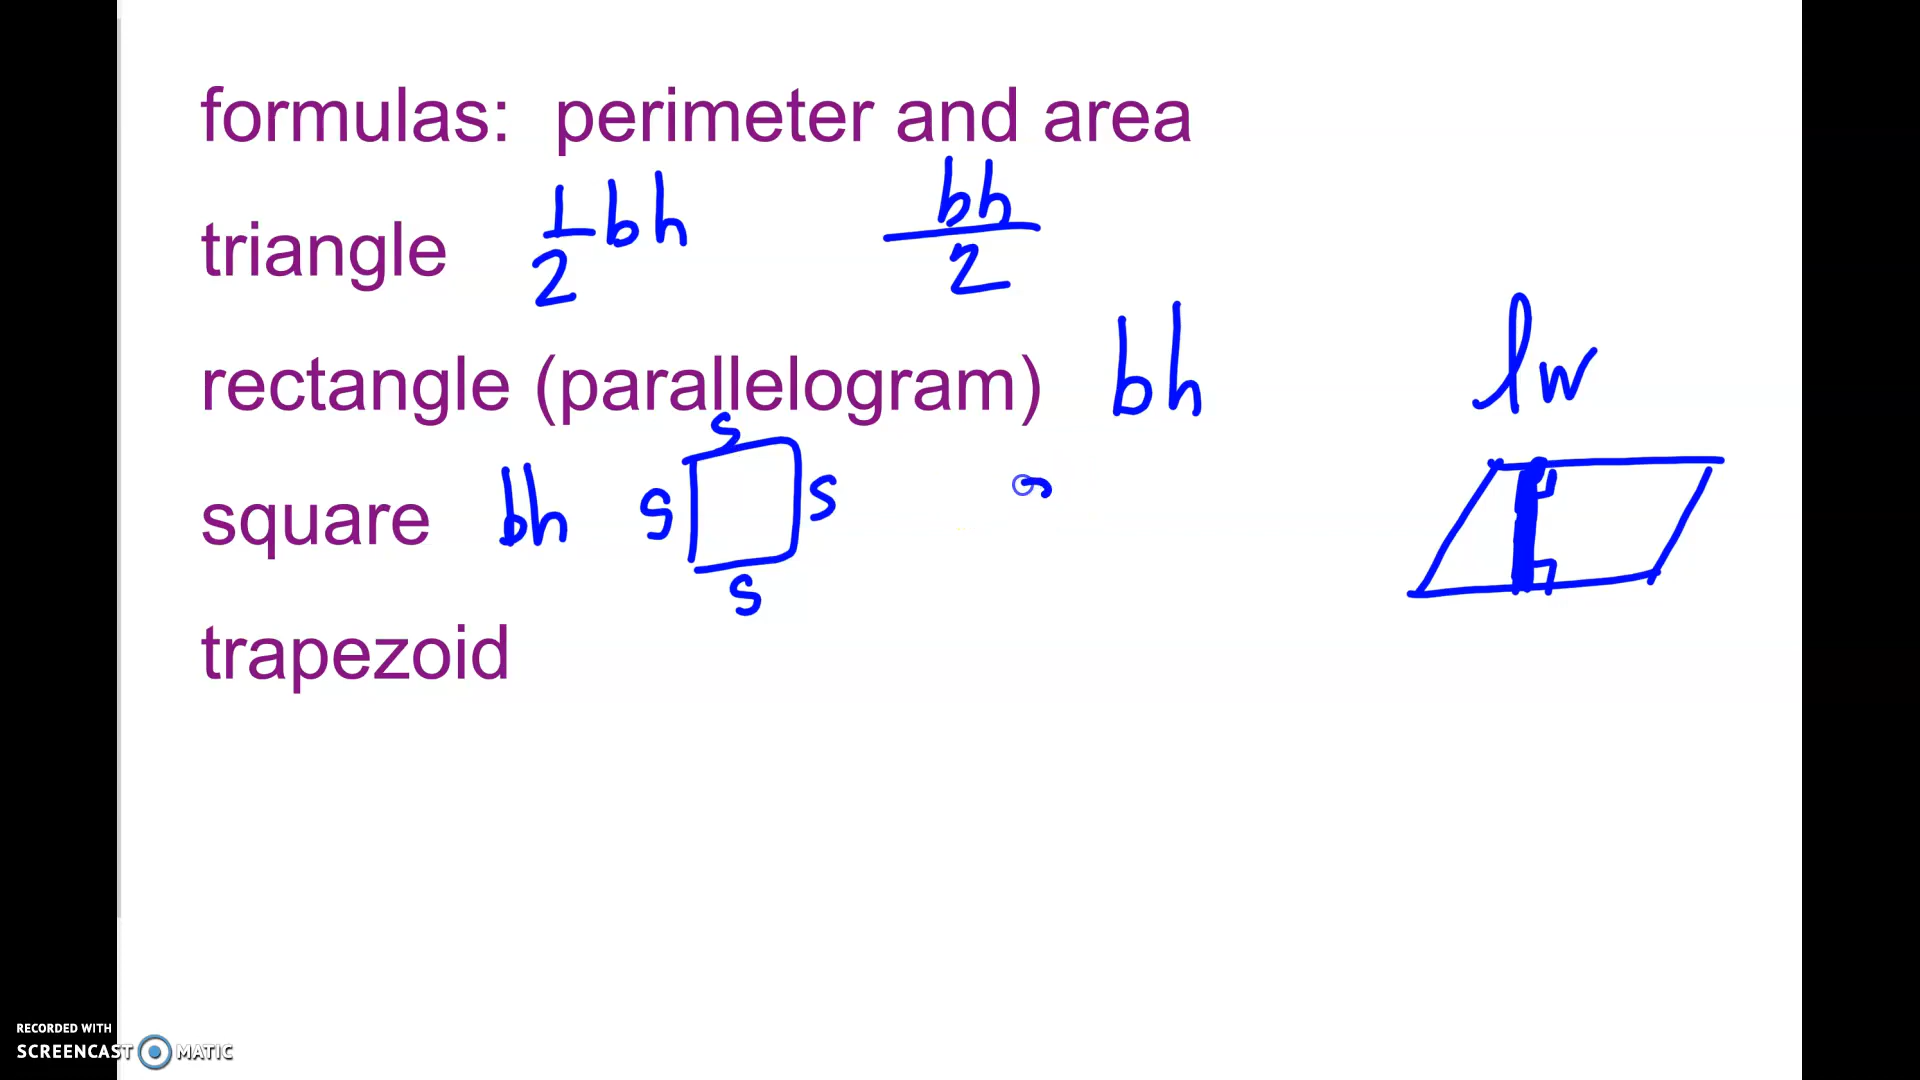 formulas: perimeter and area
triangle 1/2 bh bh/2
rectangle (parallelogram) bh lw
s
square bh s s
s
trapezoid
RECORDED WITH
SCREENCAST MATIC